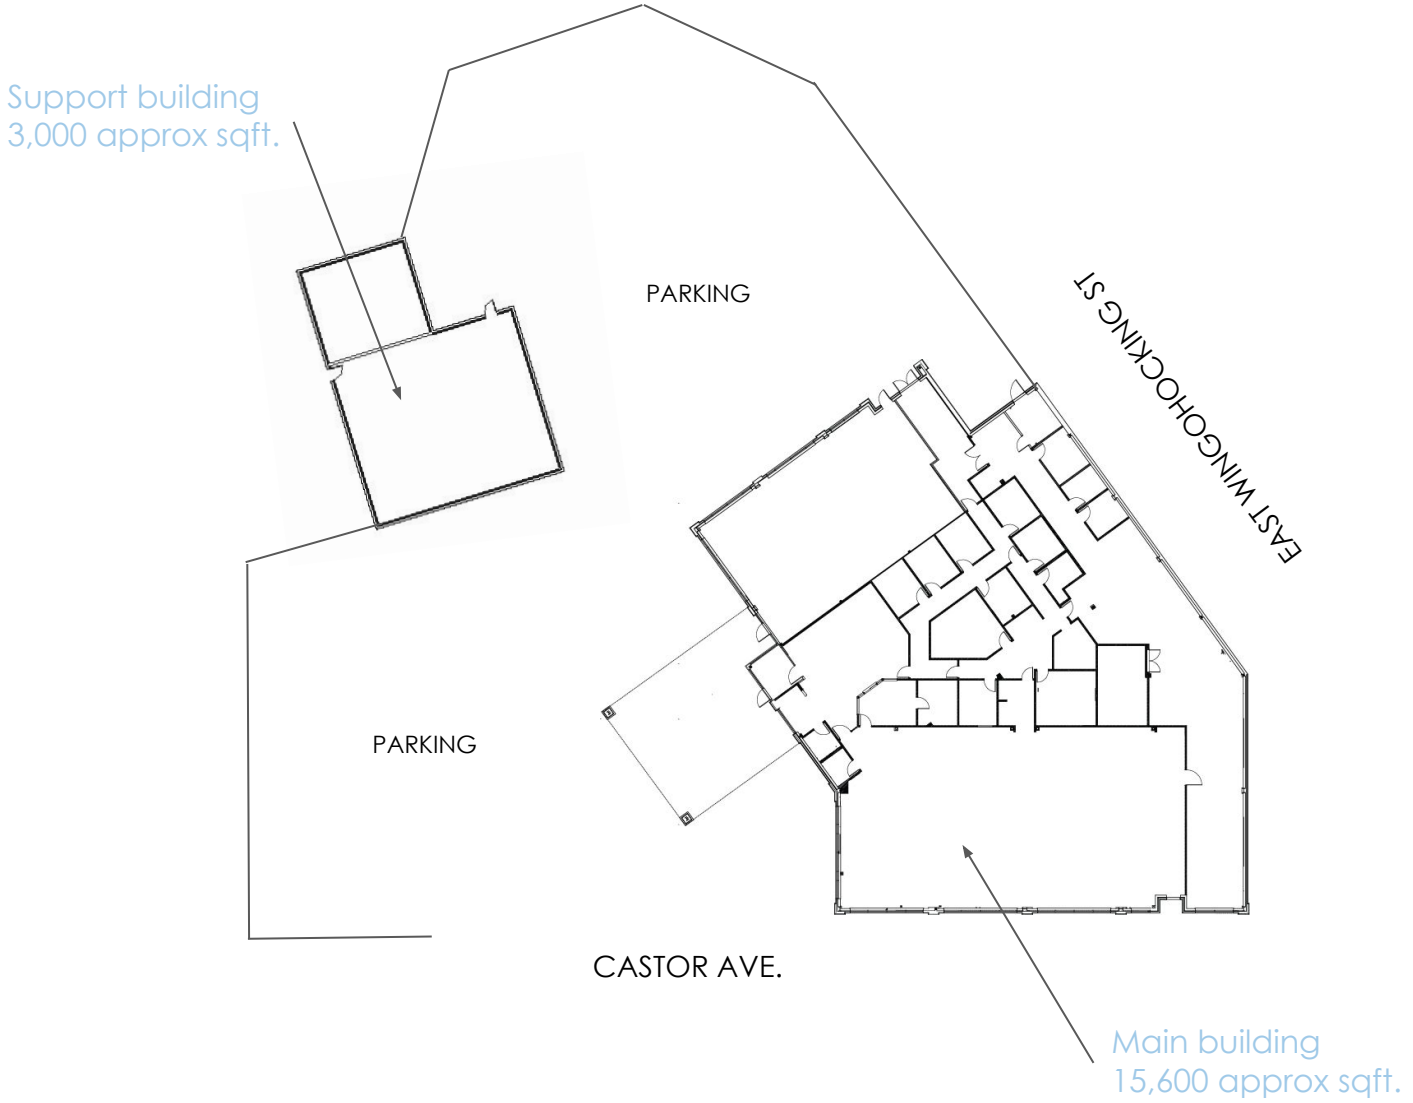 Support building
3,000 approx sqft.
PARKING
EAST WINGOHOCKING ST
PARKING
CASTOR AVE.
Main building
15,600 approx sqft.